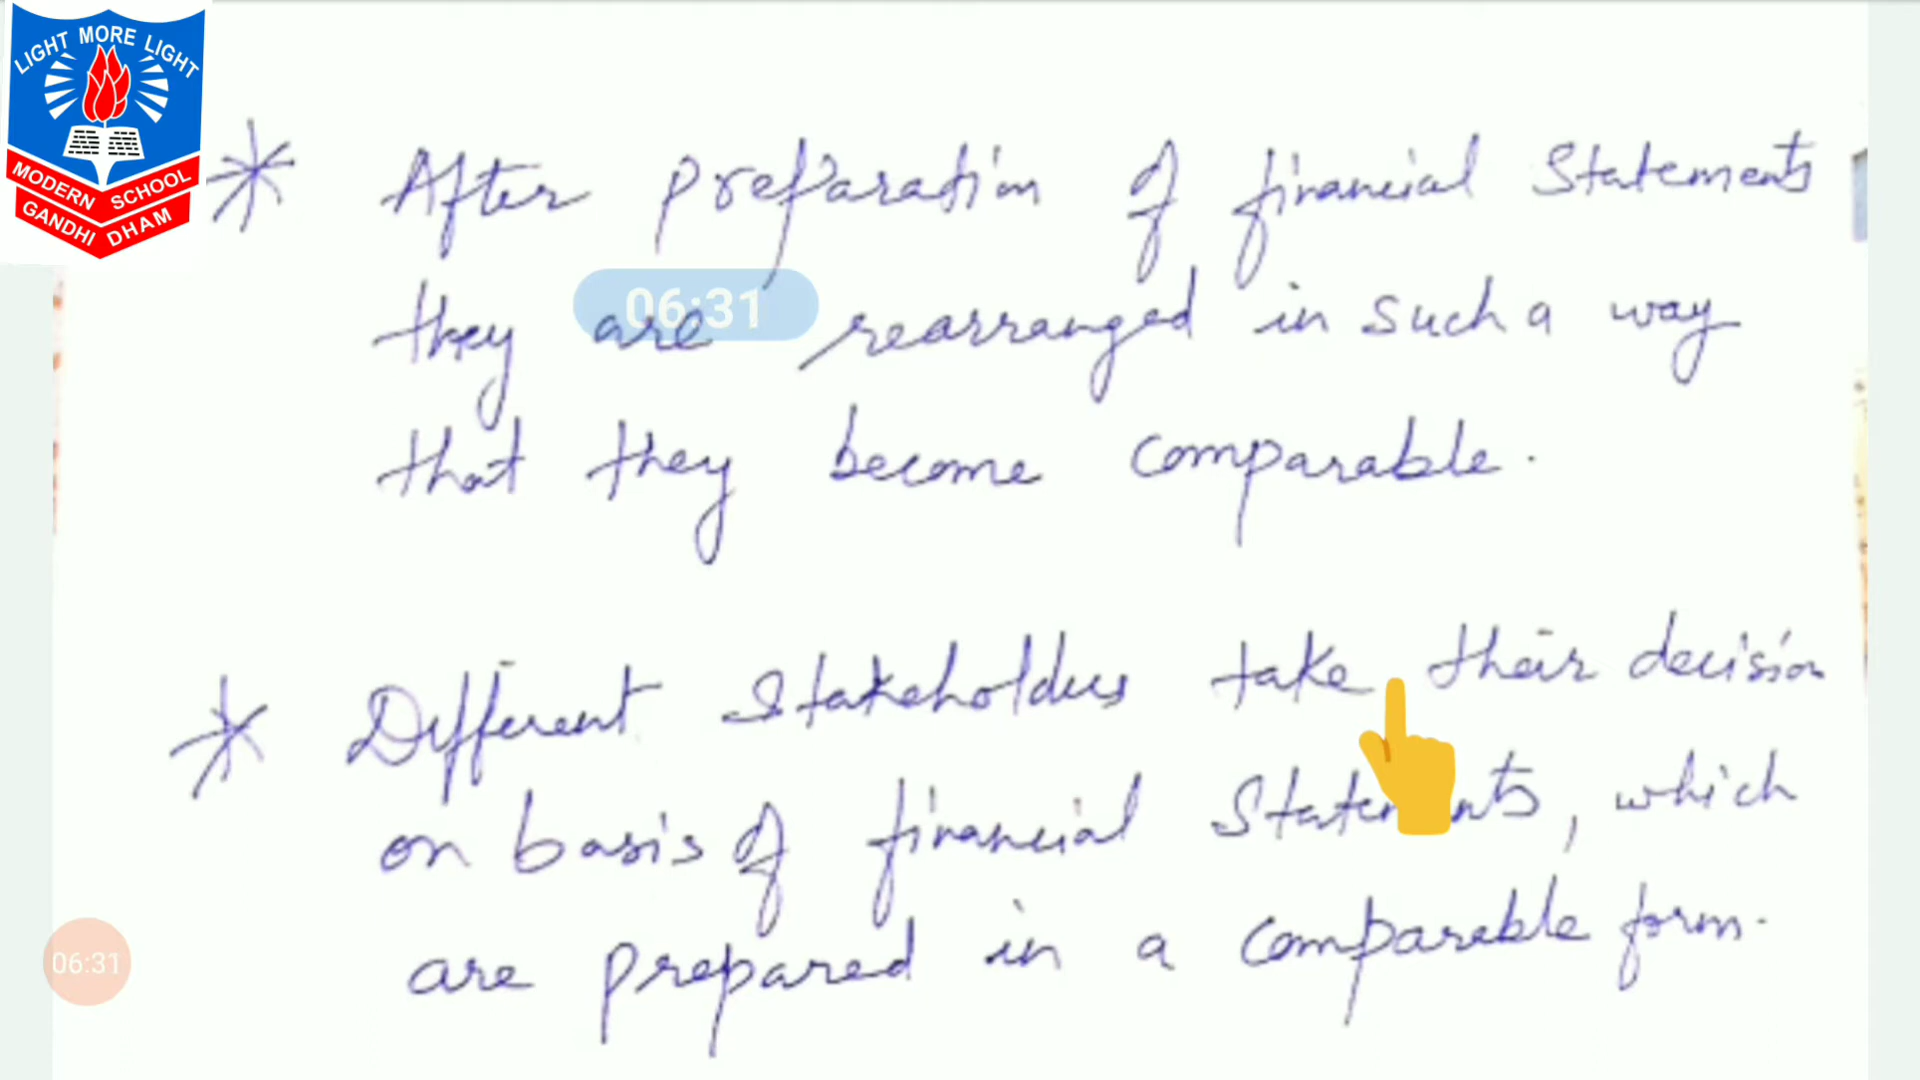 LIGHT MORE LIGHT
MODERN SCHOOL
GANDHI DHAM
* After preparation of financial Statements
06:31
they are rearranged in such a way
that they become comparable.
* Different Stakeholders take their decision
on basis of financial Statements, which
are prepared in a comparable form.
06:31